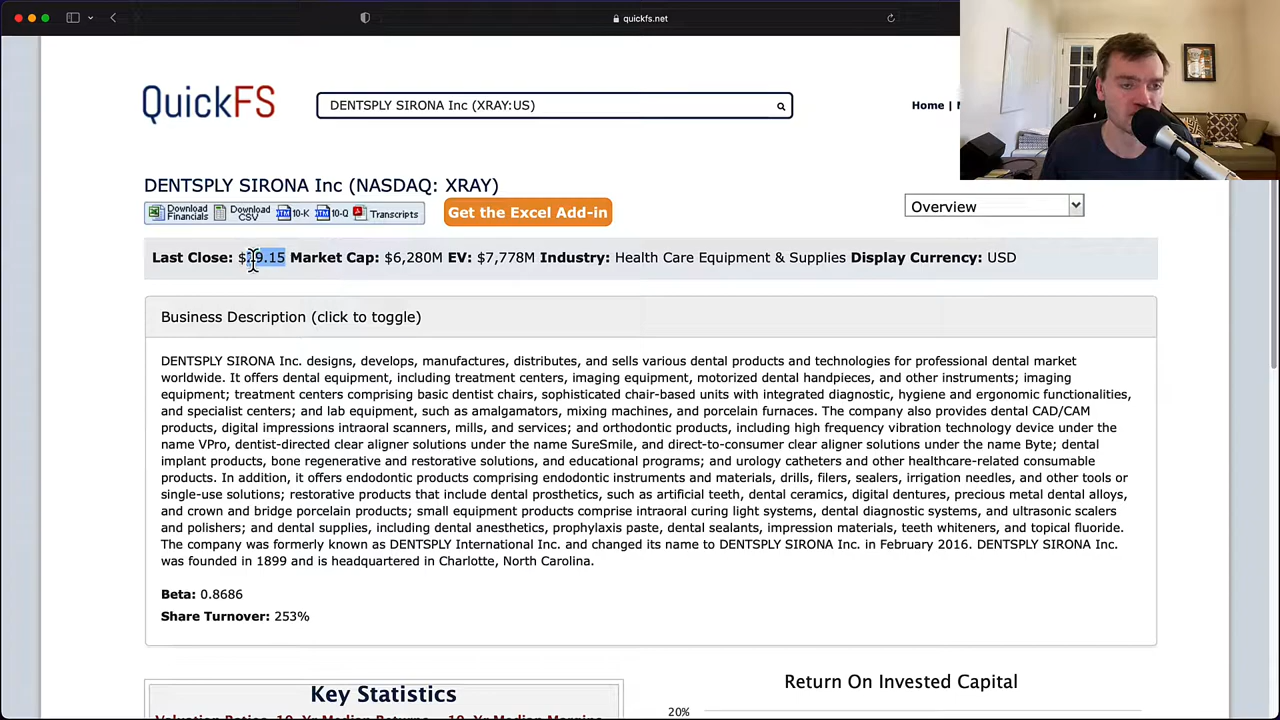 quickfs.net
QuickFS
DENTSPLY SIRONA Inc (XRAY:US)
Home |
DENTSPLY SIRONA Inc (NASDAQ: XRAY)
Download Financials
Download CSV
10-K
10-Q
Transcripts
Get the Excel Add-in
Overview
Last Close: $29.15 Market Cap: $6,280M EV: $7,778M Industry: Health Care Equipment & Supplies Display Currency: USD
Business Description (click to toggle)
DENTSPLY SIRONA Inc. designs, develops, manufactures, distributes, and sells various dental products and technologies for professional dental market
worldwide. It offers dental equipment, including treatment centers, imaging equipment, motorized dental handpieces, and other instruments; imaging
equipment; treatment centers comprising basic dentist chairs, sophisticated chair-based units with integrated diagnostic, hygiene and ergonomic functionalities,
and specialist centers; and lab equipment, such as amalgamators, mixing machines, and porcelain furnaces. The company also provides dental CAD/CAM
products, digital impressions intraoral scanners, mills, and services; and orthodontic products, including high frequency vibration technology device under the
name VPro, dentist-directed clear aligner solutions under the name SureSmile, and direct-to-consumer clear aligner solutions under the name Byte; dental
implant products, bone regenerative and restorative solutions, and educational programs; and urology catheters and other healthcare-related consumable
products. In addition, it offers endodontic products comprising endodontic instruments and materials, drills, filers, sealers, irrigation needles, and other tools or
single-use solutions; restorative products that include dental prosthetics, such as artificial teeth, dental ceramics, digital dentures, precious metal dental alloys,
and crown and bridge porcelain products; small equipment products comprise intraoral curing light systems, dental diagnostic systems, and ultrasonic scalers
and polishers; and dental supplies, including dental anesthetics, prophylaxis paste, dental sealants, impression materials, teeth whiteners, and topical fluoride.
The company was formerly known as DENTSPLY International Inc. and changed its name to DENTSPLY SIRONA Inc. in February 2016. DENTSPLY SIRONA Inc.
was founded in 1899 and is headquartered in Charlotte, North Carolina.
Beta: 0.8686
Share Turnover: 253%
Key Statistics
Return On Invested Capital
20%